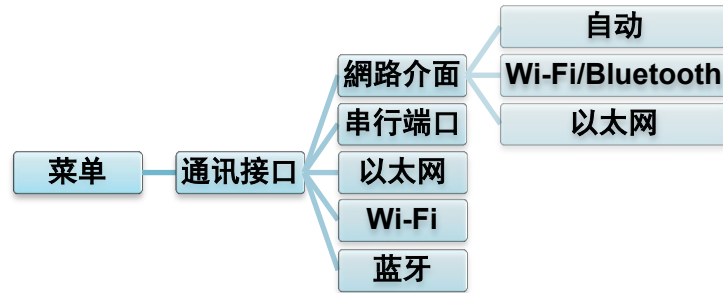 菜单
通讯接口
網路介面
自动
Wi-Fi/Bluetooth
以太网
串行端口
以太网
Wi-Fi
蓝牙